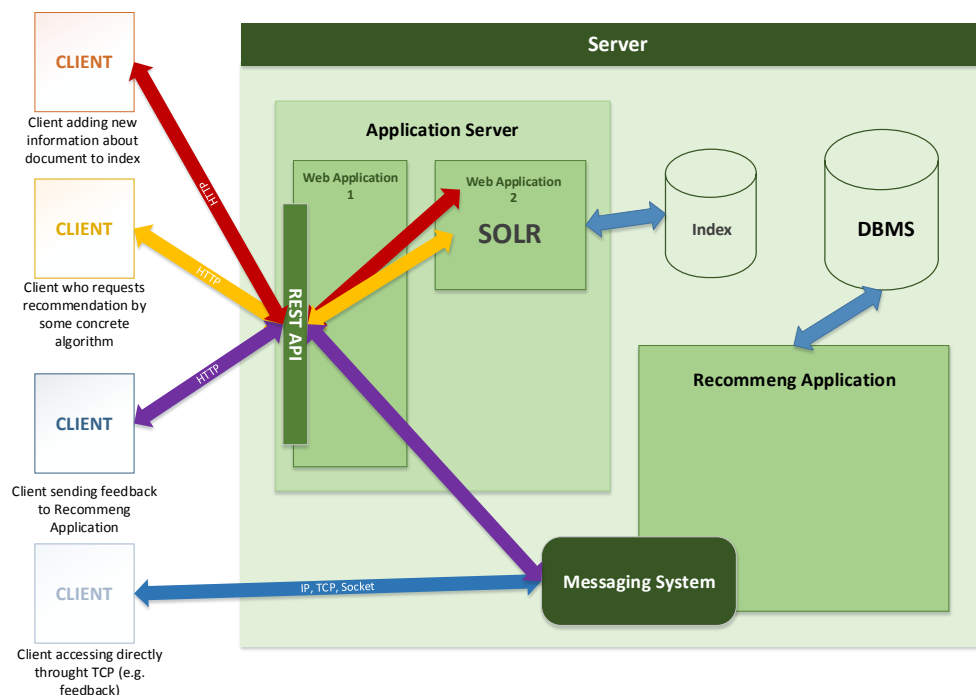 Server
CLIENT
Client adding new
information about
document to index
HTTP
CLIENT
Client who requests
recommendation by
some concrete
algorithm
HTTP
CLIENT
Client sending feedback
to Recommeng
Application
HTTP
CLIENT
Client accessing directly
throught TCP (e.g.
feedback)
IP, TCP, Socket
Application Server
Web Application
1
REST API
Web Application
2
SOLR
Index
DBMS
Recommeng Application
Messaging System